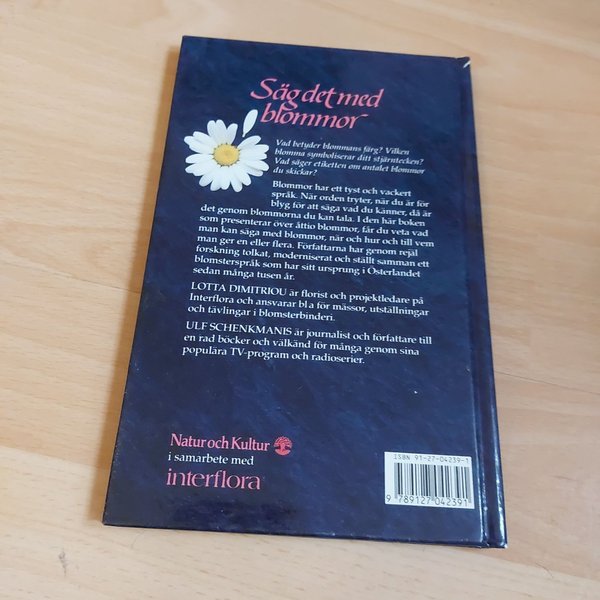 Säg det med
blommor
Vad betyder blommans färg? Vilken
blomma symboliserar ditt stjärntecken?
Vad säger etiketten om antalet blommor
du skickar?
Blommor har ett tyst och vackert
språk. När orden tryter, när du är för
blyg för att säga vad du känner, då är
det genom blommorna du kan tala. I den här boken
som presenterar över åttio blommor, får du veta vad
man kan säga med blommor, när och hur och till vem
man ger en eller flera. Författarna har genom rejäl
forskning tolkat, moderniserat och ställt samman ett
blomsterspråk som har sitt ursprung i Österlandet
sedan många tusen år.
LOTTA DIMITRIOU är florist och projektledare på
Interflora och ansvarar bl a för mässor, utställningar
och tävlingar i blomsterbinderi.
ULF SCHENKMANIS är journalist och författare till
en rad böcker och välkänd för många genom sina
populära TV-program och radioserier.
Natur och Kultur
i samarbete med
interflora
ISBN 91-27-04239-1
9 789127 042391